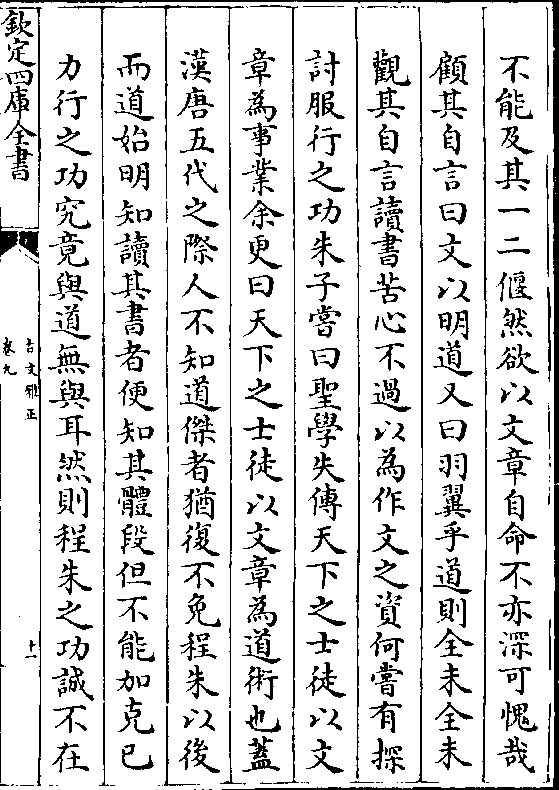 不能及其一二偃然欲以文章自命不亦深可愧哉
顧其自言曰文以明道又曰羽翼乎道則全未全未
觀其自言讀書苦心不過以為作文之資何嘗有探
討服行之功朱子嘗曰聖學失傳天下之士徒以文
章為事業余更曰天下之士徒以文章為道術也蓋
漢唐五代之際人不知道傑者猶復不免程朱以後
而道始明知讀其書者便知其體段但不能加克已
力行之功究竟與道無與耳然則程朱之功誠不在
欽定四庫全書
古文雅正
卷九
十一